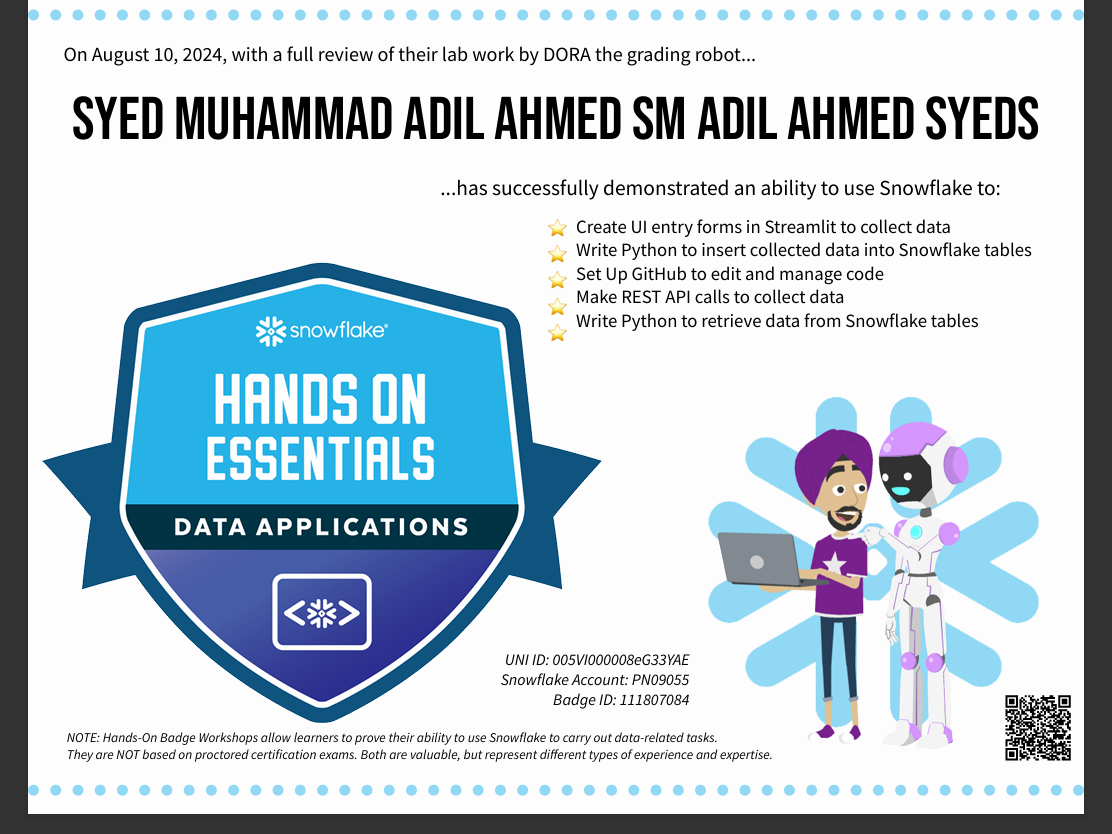 On August 10, 2024, with a full review of their lab work by DORA the grading robot...
SYED MUHAMMAD ADIL AHMED SM ADIL AHMED SYEDS
...has successfully demonstrated an ability to use Snowflake to:
Create UI entry forms in Streamlit to collect data
Write Python to insert collected data into Snowflake tables
Set Up GitHub to edit and manage code
Make REST API calls to collect data
Write Python to retrieve data from Snowflake tables
snowflake®
HANDS ON
ESSENTIALS
DATA APPLICATIONS
UNI ID: 005VI000008eG33YAE
Snowflake Account: PN09055
Badge ID: 111807084
NOTE: Hands-On Badge Workshops allow learners to prove their ability to use Snowflake to carry out data-related tasks.
They are NOT based on proctored certification exams. Both are valuable, but represent different types of experience and expertise.